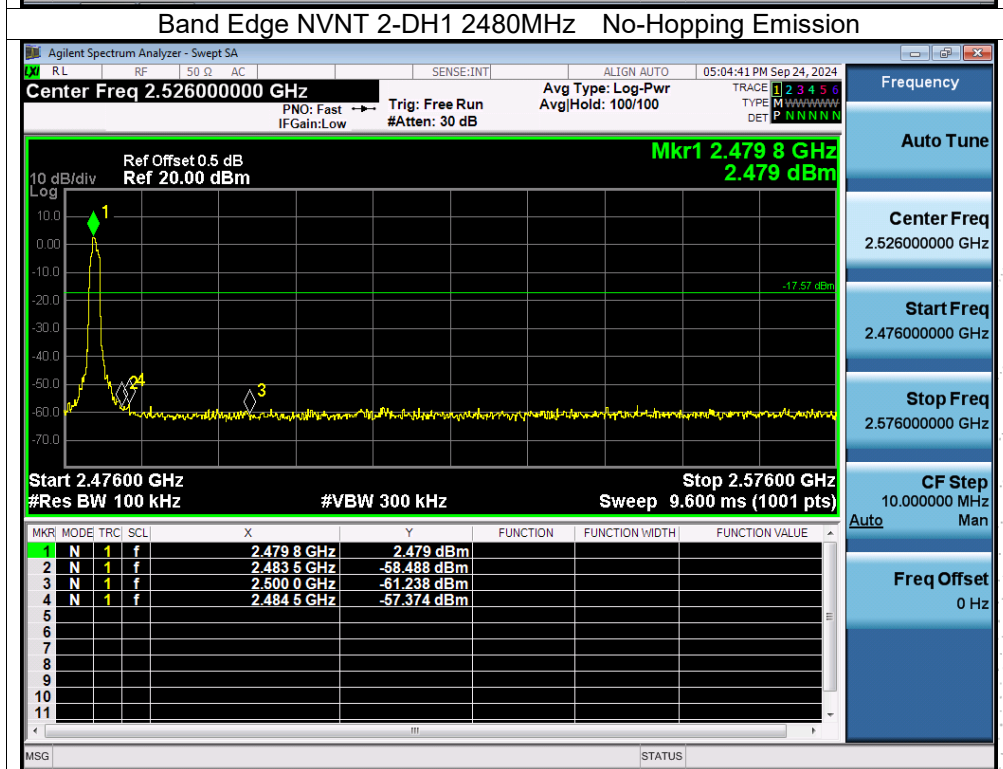 Band Edge NVNT 2-DH1 2480MHz No-Hopping Emission
Agilent Spectrum Analyzer - Swept SA
LXI RL RF 50 Ω AC SENSE:INT ALIGN AUTO 05:04:41 PM Sep 24, 2024
Center Freq 2.526000000 GHz
PNO: Fast
IFGain:Low
Trig: Free Run
#Atten: 30 dB
Avg Type: Log-Pwr
Avg|Hold: 100/100
TRACE 1 2 3 4 5 6
TYPE M WWWWW
DET P N N N N N
Ref Offset 0.5 dB
10 dB/div Ref 20.00 dBm
Log
Mkr1 2.479 8 GHz
2.479 dBm
10.0
0.00
-10.0
-20.0
-30.0
-40.0
-50.0
-60.0
-70.0
1
-17.57 dBm
2 4
3
Start 2.47600 GHz Stop 2.57600 GHz
#Res BW 100 kHz #VBW 300 kHz Sweep 9.600 ms (1001 pts)
MKR MODE TRC SCL X Y FUNCTION FUNCTION WIDTH FUNCTION VALUE
1 N 1 f 2.479 8 GHz 2.479 dBm
2 N 1 f 2.483 5 GHz -58.488 dBm
3 N 1 f 2.500 0 GHz -61.238 dBm
4 N 1 f 2.484 5 GHz -57.374 dBm
5
6
7
8
9
10
11
MSG STATUS
Frequency
Auto Tune
Center Freq
2.526000000 GHz
Start Freq
2.476000000 GHz
Stop Freq
2.576000000 GHz
CF Step
10.000000 MHz
Auto Man
Freq Offset
0 Hz